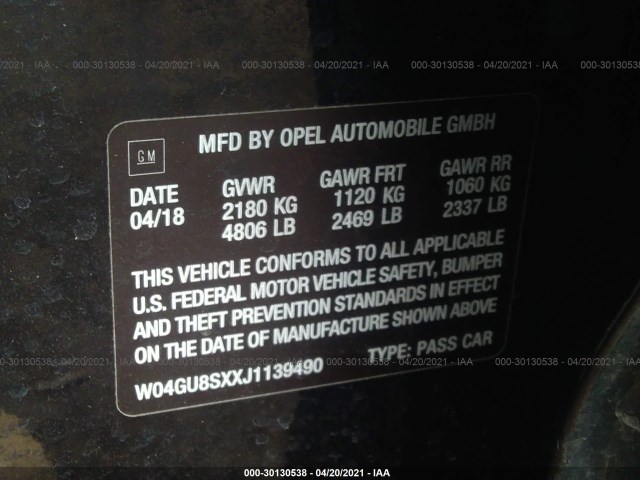 000-30130538 - 04/20/2021 - IAA
GM
MFD BY OPEL AUTOMOBILE GMBH
DATE GVWR GAWR FRT GAWR RR
04/18 2180 KG 1120 KG 1060 KG
4806 LB 2469 LB 2337 LB
THIS VEHICLE CONFORMS TO ALL APPLICABLE
U.S. FEDERAL MOTOR VEHICLE SAFETY, BUMPER
AND THEFT PREVENTION STANDARDS IN EFFECT
ON THE DATE OF MANUFACTURE SHOWN ABOVE
W04GU8SXXJ1139490 TYPE: PASS CAR
000-30130538 - 04/20/2021 - IAA